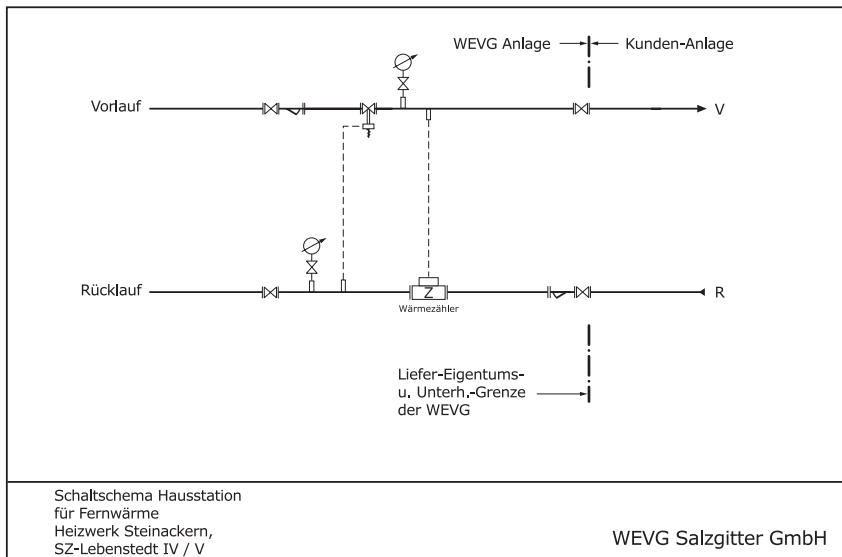 WEVG Anlage
Kunden-Anlage
Vorlauf
V
Rücklauf
Z
Wärmezähler
R
Liefer-Eigentums-
u. Unterh.-Grenze
der WEVG
Schaltschema Hausstation
für Fernwärme
Heizwerk Steinackern,
SZ-Lebenstedt IV / V
WEVG Salzgitter GmbH